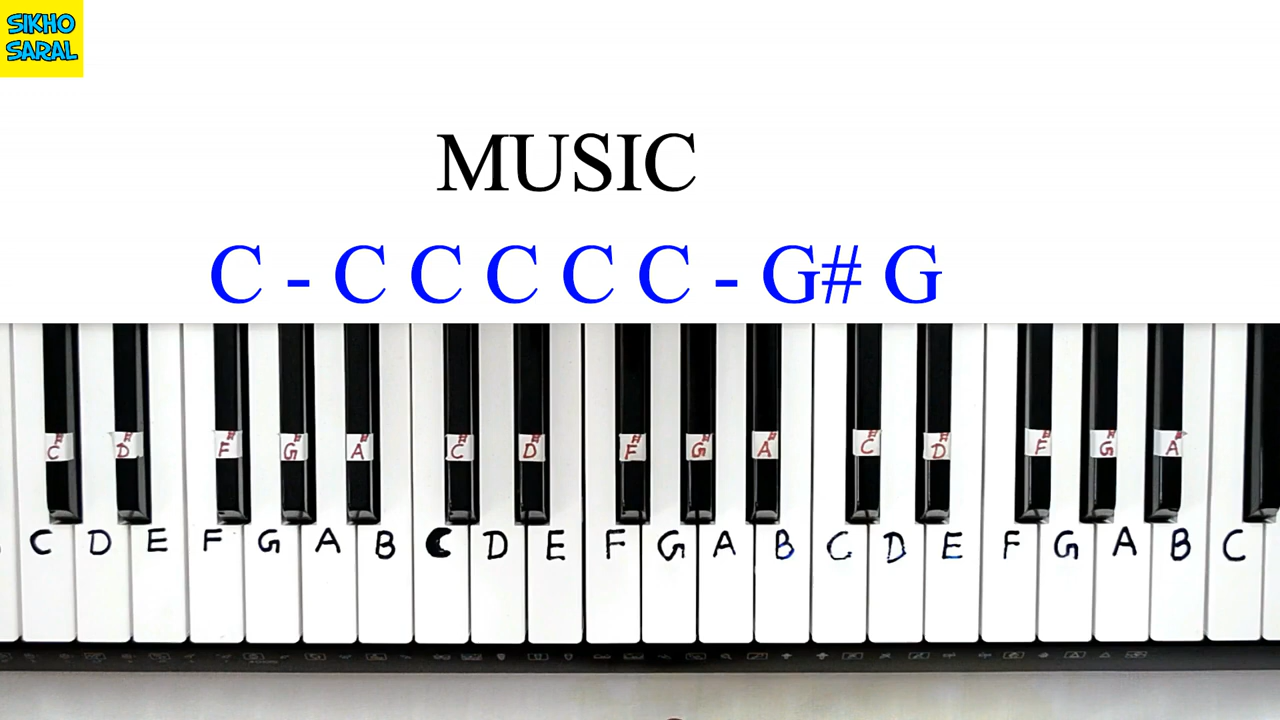 SIKHO
SARAL
MUSIC
C - C C C C C - G# G
C# D# F# G# A# C# D# F# G# A# C# D# F# G# A#
C D E F G A B C D E F G A B C D E F G A B C